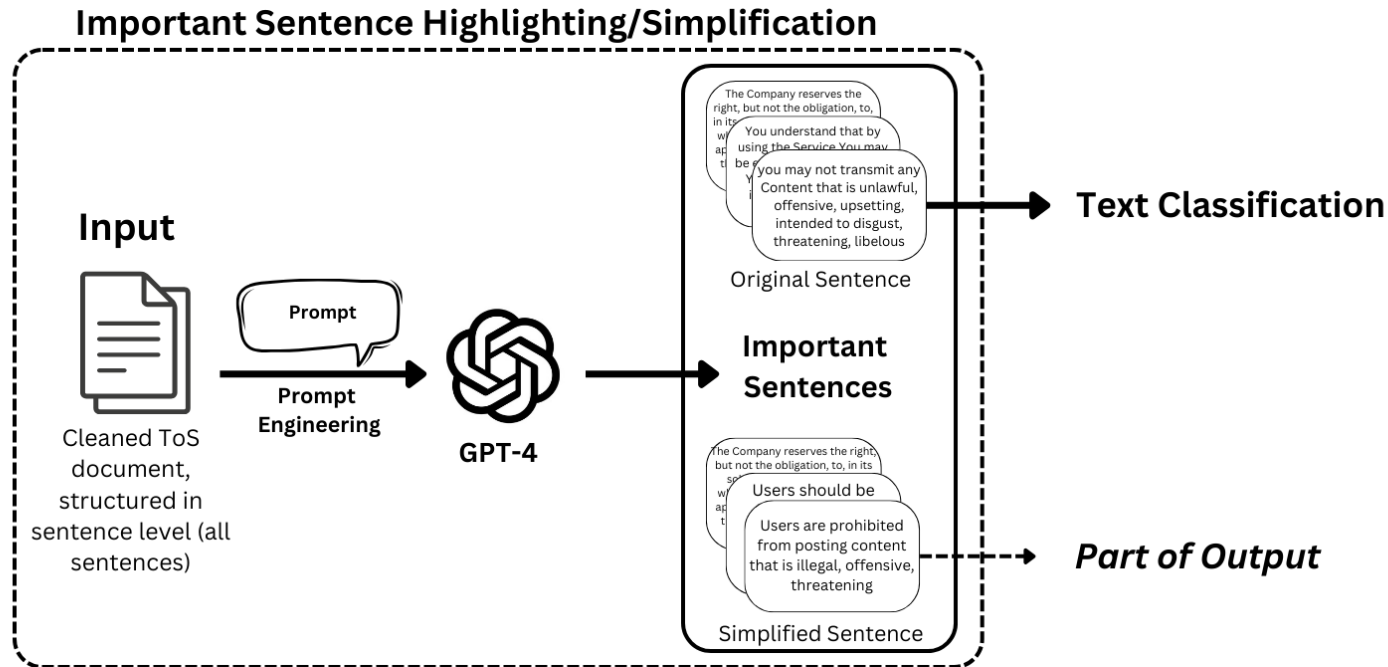 Important Sentence Highlighting/Simplification
Input
Cleaned ToS
document,
structured in
sentence level (all
sentences)
Prompt
Prompt
Engineering
GPT-4
The Company reserves the
right, but not the obligation, to,
in its
You understand that by
using the Service You may
be
you may not transmit any
Content that is unlawful,
offensive, upsetting,
intended to disgust,
threatening, libelous
Original Sentence
Important
Sentences
The Company reserves the right,
but not the obligation, to, in its
Users should be
Users are prohibited
from posting content
that is illegal, offensive,
threatening
Simplified Sentence
Text Classification
Part of Output